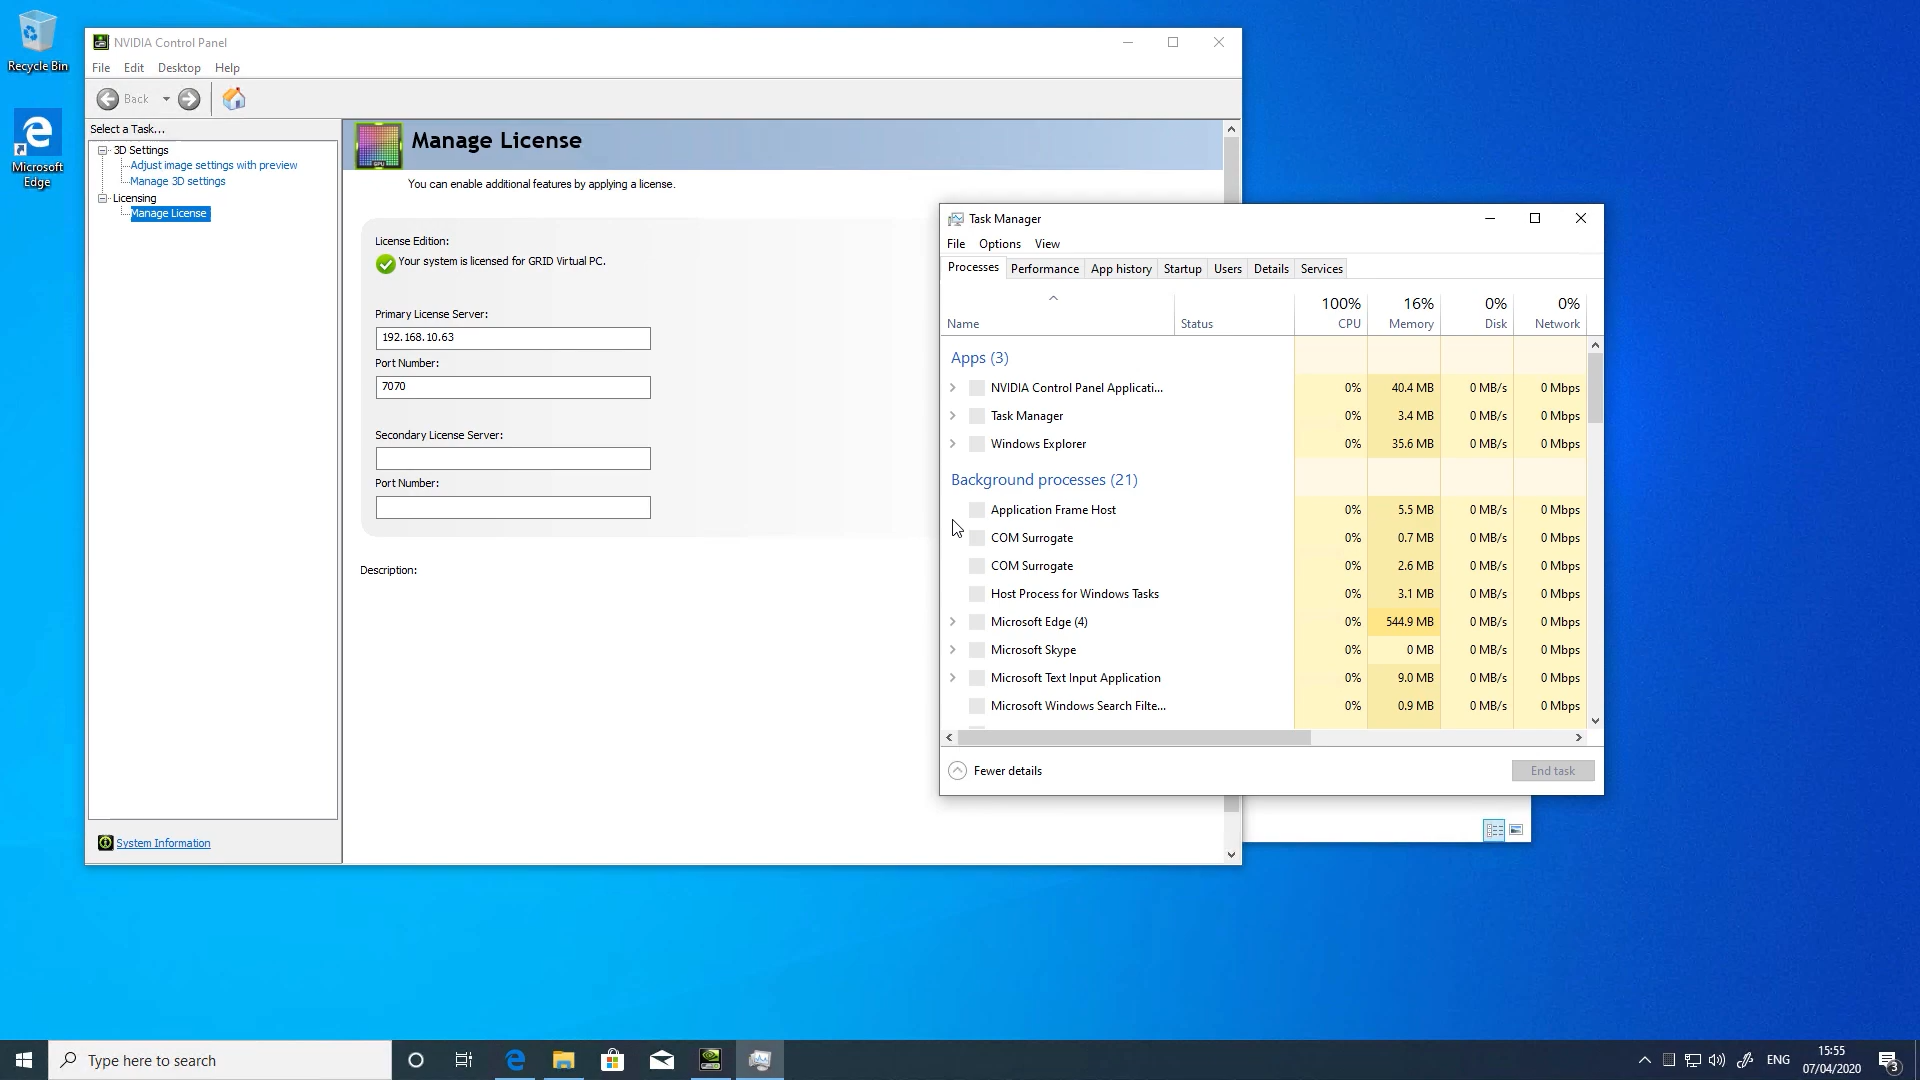 Recycle Bin
Microsoft
Edge
NVIDIA Control Panel
File Edit Desktop Help
Back
Select a Task...
3D Settings
Adjust image settings with preview
Manage 3D settings
Licensing
Manage License
System Information
GPU
Manage License
You can enable additional features by applying a license.
License Edition:
Your system is licensed for GRID Virtual PC.
Primary License Server:
192.168.10.63
Port Number:
7070
Secondary License Server:
Port Number:
Description:
Task Manager
File Options View
Processes Performance App history Startup Users Details Services
100% 16% 0% 0%
Name Status CPU Memory Disk Network
Apps (3)
NVIDIA Control Panel Applicati... 0% 40.4 MB 0 MB/s 0 Mbps
Task Manager 0% 3.4 MB 0 MB/s 0 Mbps
Windows Explorer 0% 35.6 MB 0 MB/s 0 Mbps
Background processes (21)
Application Frame Host 0% 5.5 MB 0 MB/s 0 Mbps
COM Surrogate 0% 0.7 MB 0 MB/s 0 Mbps
COM Surrogate 0% 2.6 MB 0 MB/s 0 Mbps
Host Process for Windows Tasks 0% 3.1 MB 0 MB/s 0 Mbps
Microsoft Edge (4) 0% 544.9 MB 0 MB/s 0 Mbps
Microsoft Skype 0% 0 MB 0 MB/s 0 Mbps
Microsoft Text Input Application 0% 9.0 MB 0 MB/s 0 Mbps
Microsoft Windows Search Filte... 0% 0.9 MB 0 MB/s 0 Mbps
Fewer details End task
Type here to search
ENG
15:55
07/04/2020
3